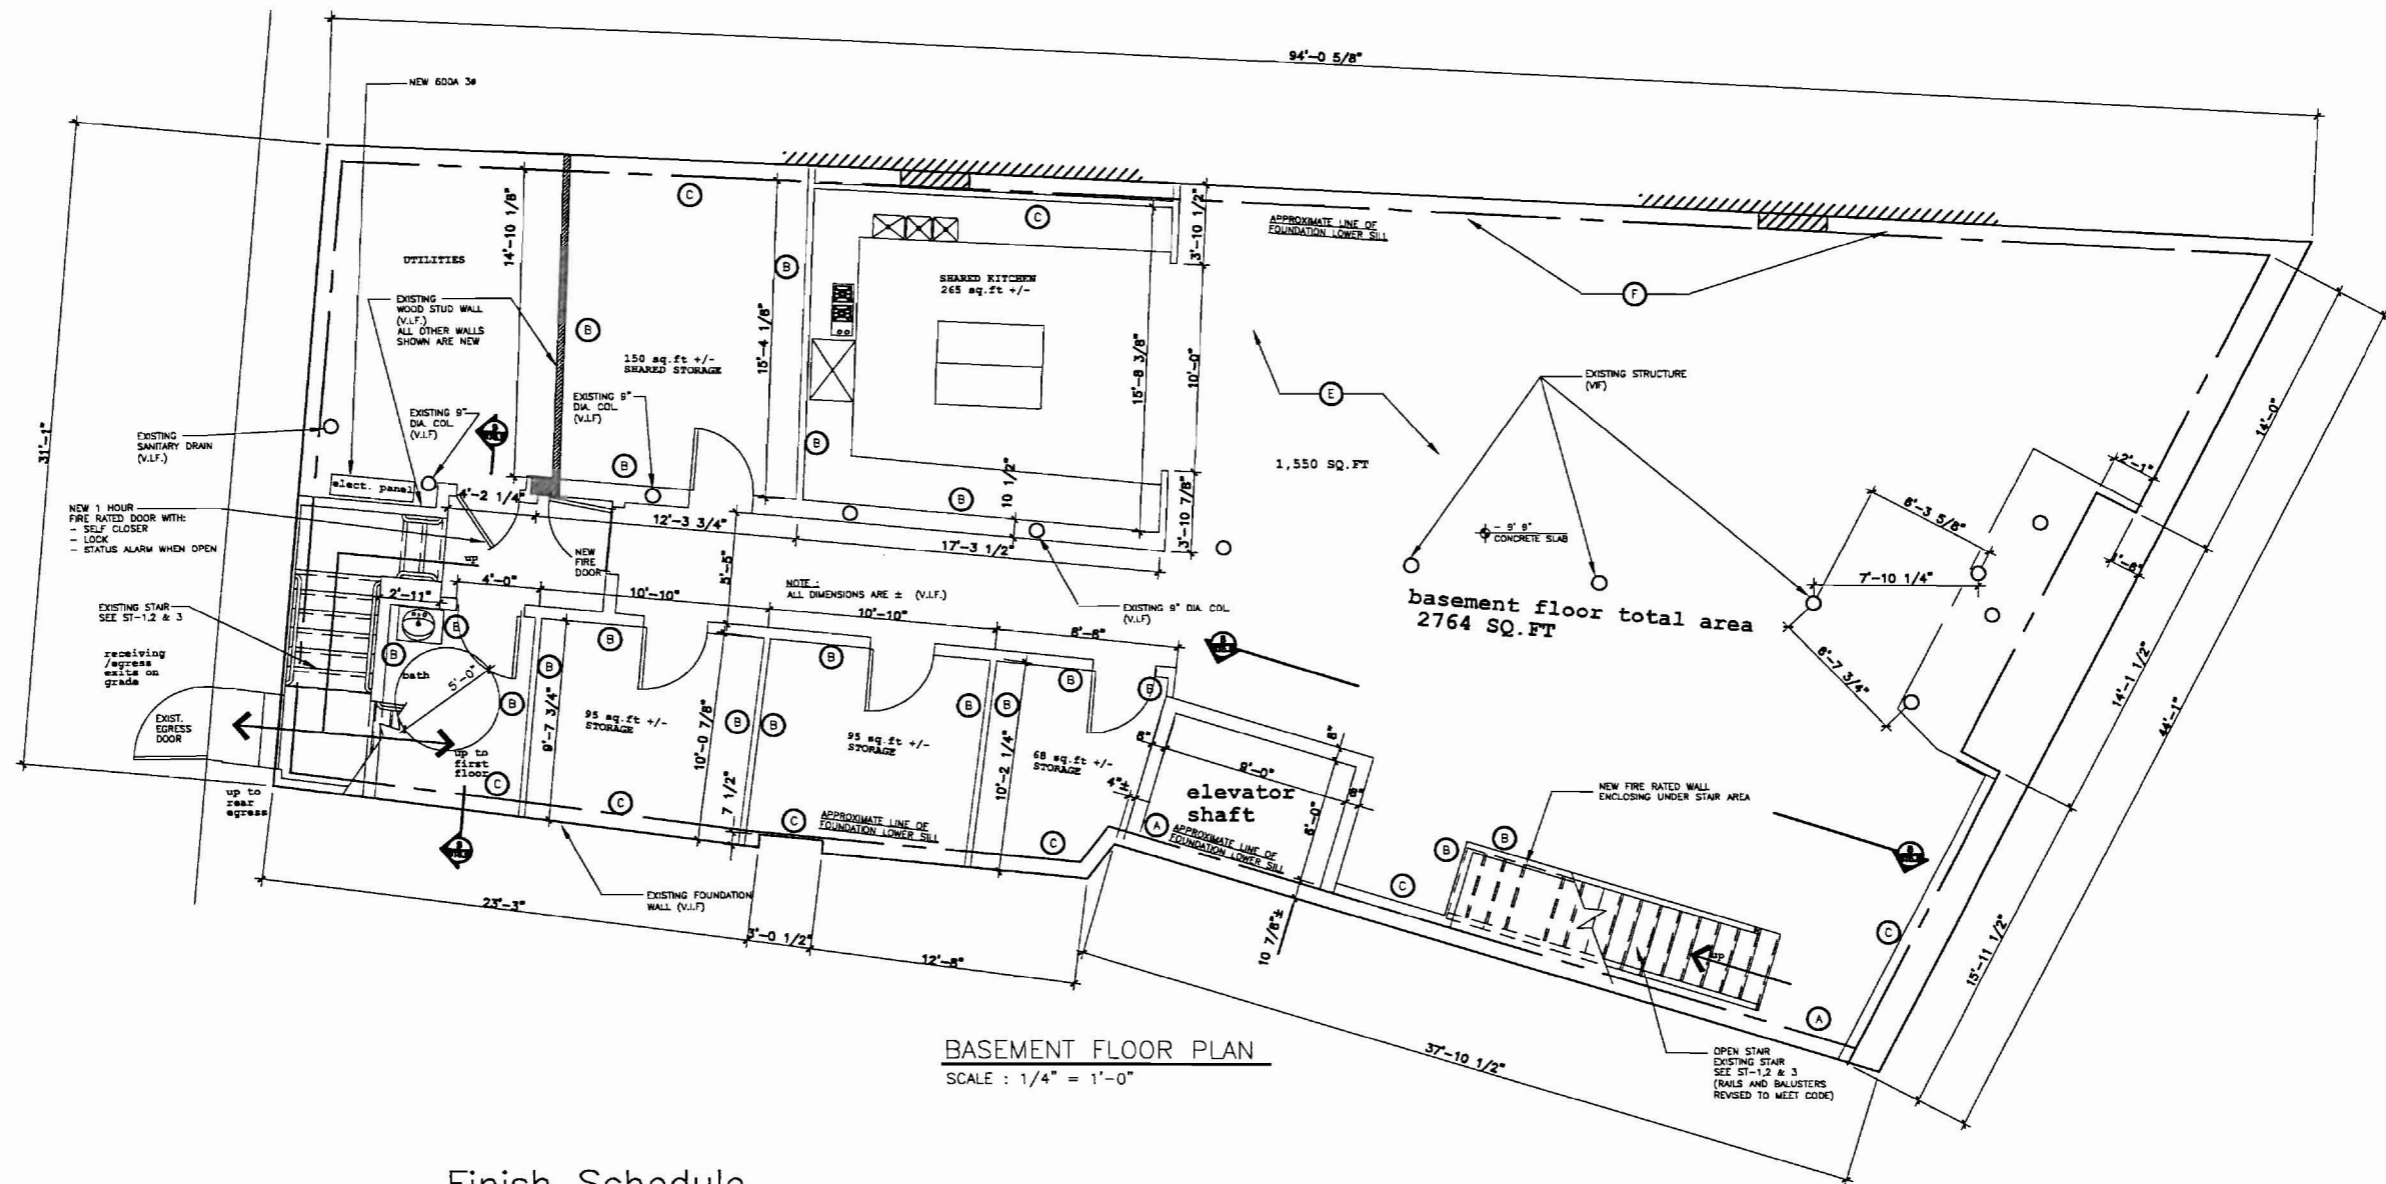 94'-0 5/8"
NEW 600A 3ø
31'-1"
UTILITIES
14'-10 1/8"
EXISTING
WOOD STUD WALL
(V.I.F.)
ALL OTHER WALLS
SHOWN ARE NEW
EXISTING 9"
DIA. COL.
(V.I.F)
EXISTING
SANITARY DRAIN
(V.I.F.)
elect. panel
4'-2 1/4"
NEW 1 HOUR
FIRE RATED DOOR WITH:
- SELF CLOSER
- LOCK
- STATUS ALARM WHEN OPEN
up
NEW
FIRE
DOOR
C
B
150 sq.ft +/-
SHARED STORAGE
15'-4 1/8"
EXISTING 9"
DIA. COL.
(V.I.F)
B
12'-3 3/4"
B
B
C
SHARED KITCHEN
265 sq.ft +/-
15'-8 3/8"
3'-10 1/2"
10'-0"
3'-10 7/8"
10 1/2"
B
17'-3 1/2"
5'-5"
NOTE :
ALL DIMENSIONS ARE ± (V.I.F.)
EXISTING 9" DIA. COL.
(V.I.F)
APPROXIMATE LINE OF
FOUNDATION LOWER SILL
F
E
EXISTING STRUCTURE
(VIF)
1,550 SQ.FT
- 9' 9"
CONCRETE SLAB
basement floor total area
2764 SQ.FT
14'-0"
2'-1"
8'-3 5/8"
7'-10 1/4"
6'-7 3/4"
14'-1 1/2"
44'-1"
15'-11 1/2"
EXISTING STAIR
SEE ST-1,2 & 3
receiving
/egress
exits on
grade
EXIST.
EGRESS
DOOR
up to
rear
egress
up to
first
floor
2'-11"
4'-0"
B
B
bath
5'-0"
B
C
10'-10"
B
B
9'-7 3/4"
95 sq.ft +/-
STORAGE
C
10'-0 7/8"
7 1/2"
B
B
10'-10"
B
95 sq.ft +/-
STORAGE
B
C
APPROXIMATE LINE OF
FOUNDATION LOWER SILL
B
10'-2 1/4"
B
B
68 sq.ft +/-
STORAGE
C
4"±
8"
9'-0"
8"
8"
elevator
shaft
6'-0"
A
APPROXIMATE LINE OF
FOUNDATION LOWER SILL
10 7/8"±
C
B
B
NEW FIRE RATED WALL
ENCLOSING UNDER STAIR AREA
up
C
A
OPEN STAIR
EXISTING STAIR
SEE ST-1,2 & 3
(RAILS AND BALUSTERS
REVISED TO MEET CODE)
EXISTING FOUNDATION
WALL (V.I.F)
23'-3"
3'-0 1/2"
12'-8"
37'-10 1/2"
BASEMENT FLOOR PLAN
SCALE : 1/4" = 1'-0"
Finish Schedule